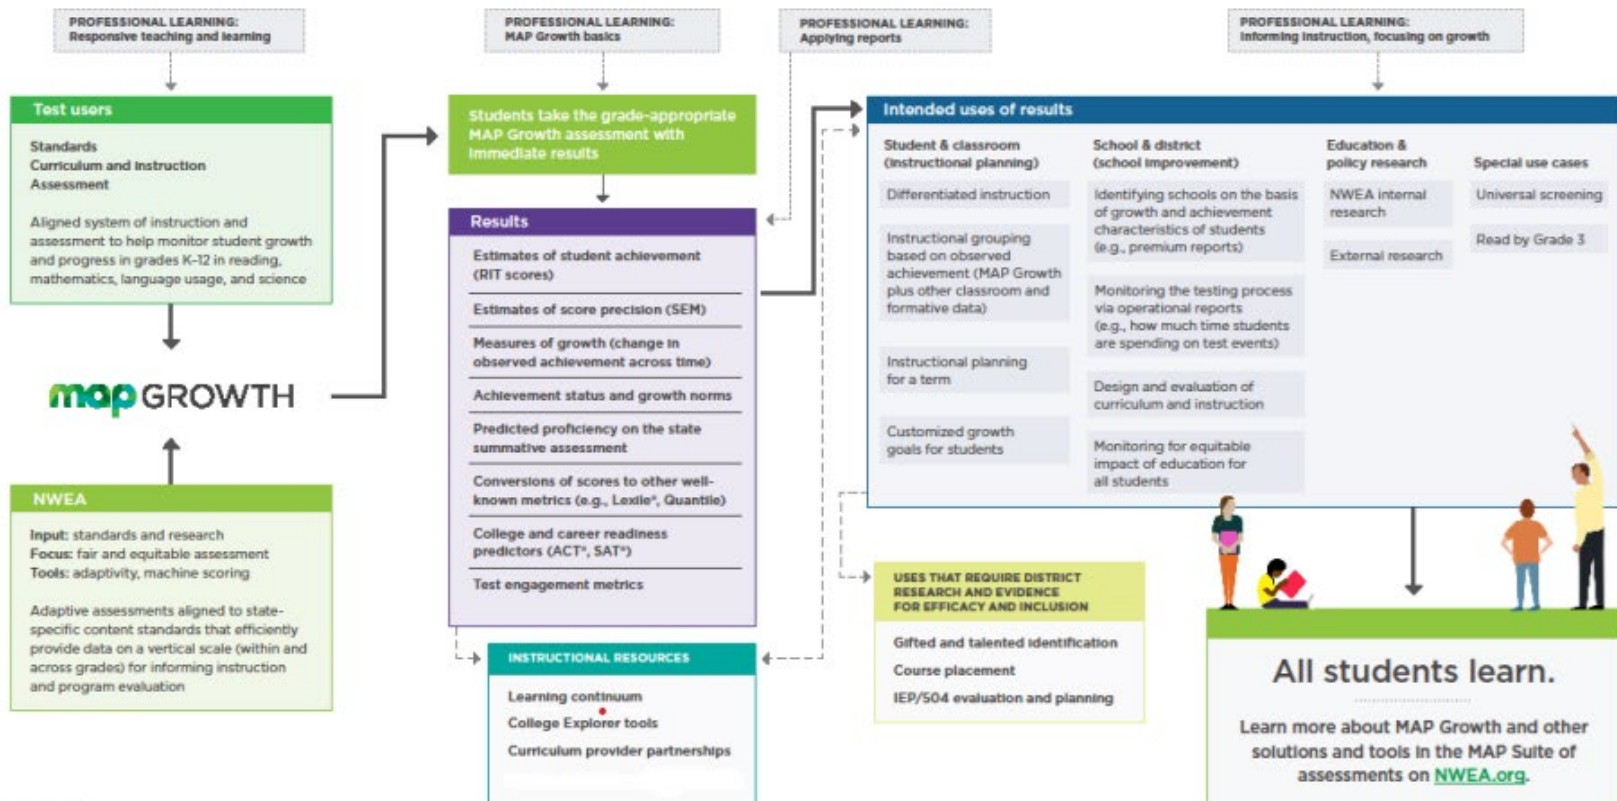 PROFESSIONAL LEARNING:
Responsive teaching and learning
PROFESSIONAL LEARNING:
MAP Growth basics
PROFESSIONAL LEARNING:
Applying reports
PROFESSIONAL LEARNING:
Informing instruction, focusing on growth
Test users
Standards
Curriculum and instruction
Assessment
Aligned system of instruction and
assessment to help monitor student growth
and progress in grades K–12 in reading,
mathematics, language usage, and science
map GROWTH
NWEA
Input: standards and research
Focus: fair and equitable assessment
Tools: adaptivity, machine scoring
Adaptive assessments aligned to state-
specific content standards that efficiently
provide data on a vertical scale (within and
across grades) for informing instruction
and program evaluation
Students take the grade-appropriate
MAP Growth assessment with
immediate results
Results
Estimates of student achievement
(RIT scores)
Estimates of score precision (SEM)
Measures of growth (change in
observed achievement across time)
Achievement status and growth norms
Predicted proficiency on the state
summative assessment
Conversions of scores to other well-
known metrics (e.g., Lexile®, Quantile)
College and career readiness
predictors (ACT®, SAT®)
Test engagement metrics
INSTRUCTIONAL RESOURCES
Learning continuum
College Explorer tools
Curriculum provider partnerships
Intended uses of results
Student & classroom
(instructional planning)
Differentiated instruction
Instructional grouping
based on observed
achievement (MAP Growth
plus other classroom and
formative data)
Instructional planning
for a term
Customized growth
goals for students
School & district
(school improvement)
Identifying schools on the basis
of growth and achievement
characteristics of students
(e.g., premium reports)
Monitoring the testing process
via operational reports
(e.g., how much time students
are spending on test events)
Design and evaluation of
curriculum and instruction
Monitoring for equitable
impact of education for
all students
Education &
policy research
NWEA internal
research
External research
Special use cases
Universal screening
Read by Grade 3
USES THAT REQUIRE DISTRICT
RESEARCH AND EVIDENCE
FOR EFFICACY AND INCLUSION
Gifted and talented identification
Course placement
IEP/504 evaluation and planning
All students learn.
Learn more about MAP Growth and other
solutions and tools in the MAP Suite of
assessments on NWEA.org.